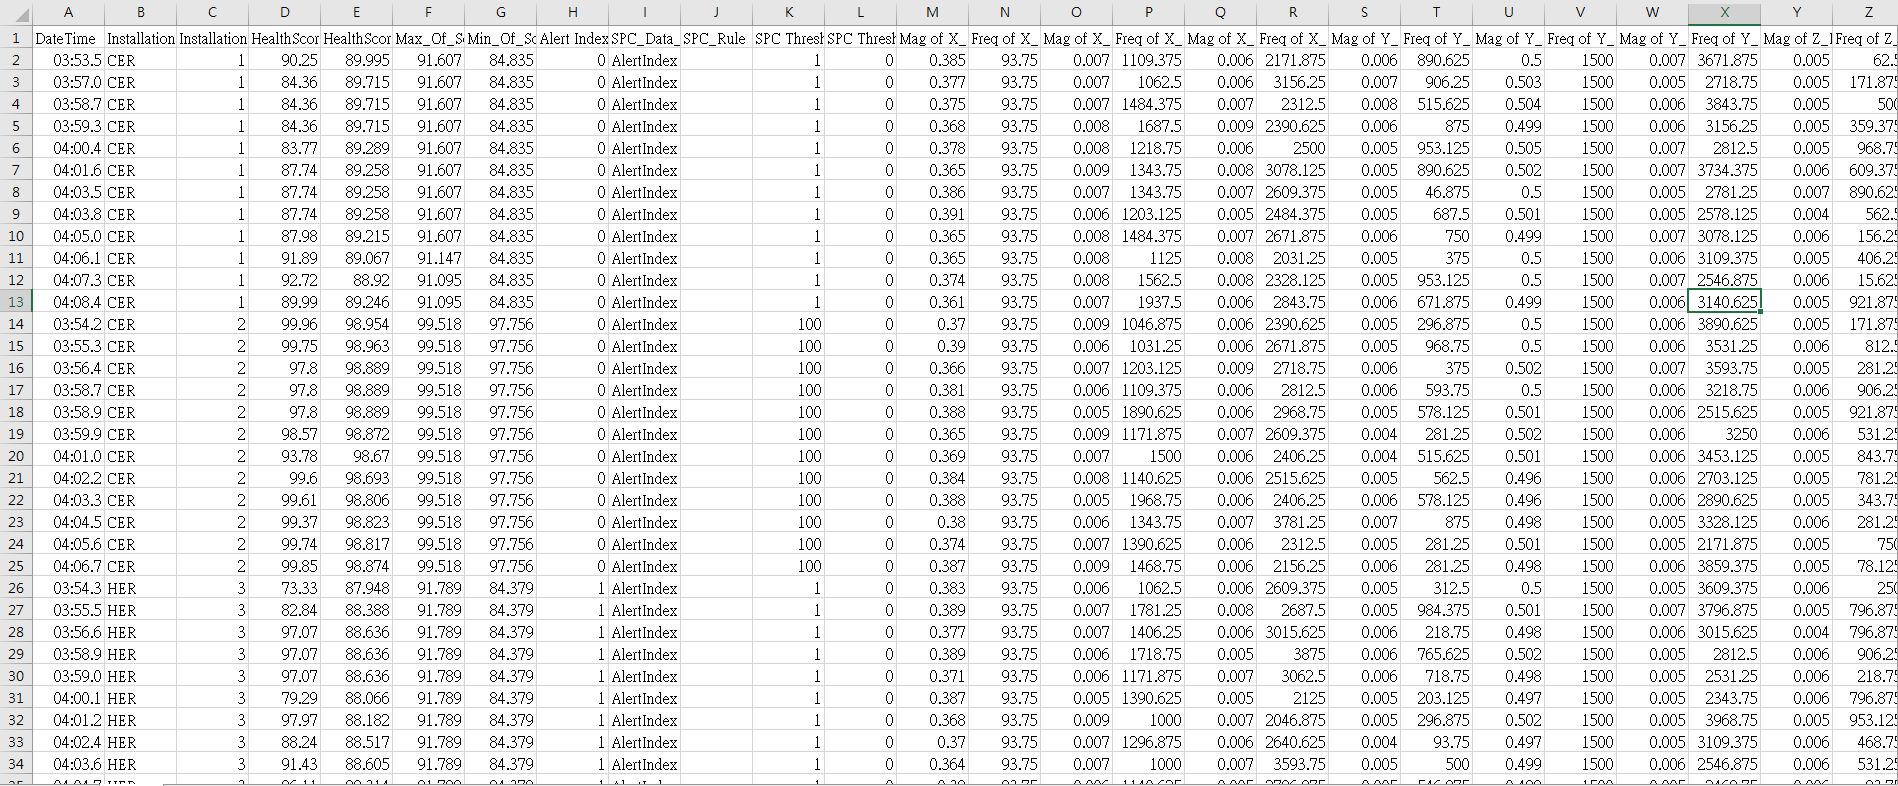 A B C D E F G H I J K L M N O P Q R S T U V W X Y Z
1 DateTime Installation Installation HealthScor HealthScor Max_Of_Sc Min_Of_Sc Alert Index SPC_Data_ SPC_Rule SPC Thresh SPC Thresh Mag of X_ Freq of X_ Mag of X_ Freq of X_ Mag of X_ Freq of X_ Mag of Y_ Freq of Y_ Mag of Y_ Freq of Y_ Mag of Y_ Freq of Y_ Mag of Z_ Freq of Z_
2 03:53.5 CER 1 90.25 89.995 91.607 84.835 0 AlertIndex 1 0 0.385 93.75 0.007 1109.375 0.006 2171.875 0.006 890.625 0.5 1500 0.007 3671.875 0.005 62.5
3 03:57.0 CER 1 84.36 89.715 91.607 84.835 0 AlertIndex 1 0 0.377 93.75 0.007 1062.5 0.006 3156.25 0.007 906.25 0.503 1500 0.005 2718.75 0.005 171.875
4 03:58.7 CER 1 84.36 89.715 91.607 84.835 0 AlertIndex 1 0 0.375 93.75 0.007 1484.375 0.007 2312.5 0.008 515.625 0.504 1500 0.006 3843.75 0.005 500
5 03:59.3 CER 1 84.36 89.715 91.607 84.835 0 AlertIndex 1 0 0.368 93.75 0.008 1687.5 0.009 2390.625 0.006 875 0.499 1500 0.006 3156.25 0.005 359.375
6 04:00.4 CER 1 83.77 89.289 91.607 84.835 0 AlertIndex 1 0 0.378 93.75 0.008 1218.75 0.006 2500 0.005 953.125 0.505 1500 0.007 2812.5 0.005 968.75
7 04:01.6 CER 1 87.74 89.258 91.607 84.835 0 AlertIndex 1 0 0.365 93.75 0.009 1343.75 0.008 3078.125 0.005 890.625 0.502 1500 0.007 3734.375 0.006 609.375
8 04:03.5 CER 1 87.74 89.258 91.607 84.835 0 AlertIndex 1 0 0.386 93.75 0.007 1343.75 0.007 2609.375 0.005 46.875 0.5 1500 0.005 2781.25 0.007 890.625
9 04:03.8 CER 1 87.74 89.258 91.607 84.835 0 AlertIndex 1 0 0.391 93.75 0.006 1203.125 0.005 2484.375 0.005 687.5 0.501 1500 0.005 2578.125 0.004 562.5
10 04:05.0 CER 1 87.98 89.215 91.607 84.835 0 AlertIndex 1 0 0.365 93.75 0.008 1484.375 0.007 2671.875 0.006 750 0.499 1500 0.007 3078.125 0.006 156.25
11 04:06.1 CER 1 91.89 89.067 91.147 84.835 0 AlertIndex 1 0 0.365 93.75 0.008 1125 0.008 2031.25 0.005 375 0.5 1500 0.006 3109.375 0.005 406.25
12 04:07.3 CER 1 92.72 88.92 91.095 84.835 0 AlertIndex 1 0 0.374 93.75 0.008 1562.5 0.008 2328.125 0.005 953.125 0.5 1500 0.007 2546.875 0.006 15.625
13 04:08.4 CER 1 89.99 89.246 91.095 84.835 0 AlertIndex 1 0 0.361 93.75 0.007 1937.5 0.006 2843.75 0.006 671.875 0.499 1500 0.006 3140.625 0.005 921.875
14 03:54.2 CER 2 99.96 98.954 99.518 97.756 0 AlertIndex 100 0 0.37 93.75 0.009 1046.875 0.006 2390.625 0.005 296.875 0.5 1500 0.006 3890.625 0.005 171.875
15 03:55.3 CER 2 99.75 98.963 99.518 97.756 0 AlertIndex 100 0 0.39 93.75 0.006 1031.25 0.006 2671.875 0.005 968.75 0.5 1500 0.006 3531.25 0.006 812.5
16 03:56.4 CER 2 97.8 98.889 99.518 97.756 0 AlertIndex 100 0 0.366 93.75 0.007 1203.125 0.009 2718.75 0.006 375 0.502 1500 0.007 3593.75 0.005 281.25
17 03:58.7 CER 2 97.8 98.889 99.518 97.756 0 AlertIndex 100 0 0.381 93.75 0.006 1109.375 0.006 2812.5 0.006 593.75 0.5 1500 0.006 3218.75 0.006 906.25
18 03:58.9 CER 2 97.8 98.889 99.518 97.756 0 AlertIndex 100 0 0.388 93.75 0.005 1890.625 0.006 2968.75 0.005 578.125 0.501 1500 0.006 2515.625 0.005 921.875
19 03:59.9 CER 2 98.57 98.872 99.518 97.756 0 AlertIndex 100 0 0.365 93.75 0.009 1171.875 0.007 2609.375 0.004 281.25 0.502 1500 0.006 3250 0.006 531.25
20 04:01.0 CER 2 93.78 98.67 99.518 97.756 0 AlertIndex 100 0 0.369 93.75 0.007 1500 0.006 2406.25 0.004 515.625 0.501 1500 0.006 3453.125 0.005 843.75
21 04:02.2 CER 2 99.6 98.693 99.518 97.756 0 AlertIndex 100 0 0.384 93.75 0.008 1140.625 0.006 2515.625 0.005 562.5 0.496 1500 0.006 2703.125 0.005 781.25
22 04:03.3 CER 2 99.61 98.806 99.518 97.756 0 AlertIndex 100 0 0.388 93.75 0.005 1968.75 0.006 2406.25 0.006 578.125 0.496 1500 0.006 2890.625 0.005 343.75
23 04:04.5 CER 2 99.37 98.823 99.518 97.756 0 AlertIndex 100 0 0.38 93.75 0.006 1343.75 0.007 3781.25 0.007 875 0.498 1500 0.005 3328.125 0.006 281.25
24 04:05.6 CER 2 99.74 98.817 99.518 97.756 0 AlertIndex 100 0 0.374 93.75 0.007 1390.625 0.006 2312.5 0.005 281.25 0.501 1500 0.005 2171.875 0.005 750
25 04:06.7 CER 2 99.85 98.874 99.518 97.756 0 AlertIndex 100 0 0.387 93.75 0.009 1468.75 0.006 2156.25 0.006 281.25 0.498 1500 0.006 3859.375 0.005 78.125
26 03:54.3 HER 3 73.33 87.948 91.789 84.379 1 AlertIndex 1 0 0.383 93.75 0.006 1062.5 0.006 2609.375 0.005 312.5 0.5 1500 0.005 3609.375 0.006 250
27 03:55.5 HER 3 82.84 88.388 91.789 84.379 1 AlertIndex 1 0 0.389 93.75 0.007 1781.25 0.008 2687.5 0.005 984.375 0.501 1500 0.007 3796.875 0.005 796.875
28 03:56.6 HER 3 97.07 88.636 91.789 84.379 1 AlertIndex 1 0 0.377 93.75 0.007 1406.25 0.006 3015.625 0.006 218.75 0.498 1500 0.006 3015.625 0.004 796.875
29 03:58.9 HER 3 97.07 88.636 91.789 84.379 1 AlertIndex 1 0 0.389 93.75 0.006 1718.75 0.005 3875 0.006 765.625 0.502 1500 0.005 2812.5 0.006 906.25
30 03:59.0 HER 3 97.07 88.636 91.789 84.379 1 AlertIndex 1 0 0.371 93.75 0.006 1171.875 0.007 3062.5 0.006 718.75 0.498 1500 0.005 2531.25 0.006 218.75
31 04:00.1 HER 3 79.29 88.066 91.789 84.379 1 AlertIndex 1 0 0.387 93.75 0.005 1390.625 0.005 2125 0.005 203.125 0.497 1500 0.005 2343.75 0.006 796.875
32 04:01.2 HER 3 97.97 88.182 91.789 84.379 1 AlertIndex 1 0 0.368 93.75 0.009 1000 0.007 2046.875 0.005 296.875 0.502 1500 0.006 3968.75 0.005 953.125
33 04:02.4 HER 3 88.24 88.517 91.789 84.379 1 AlertIndex 1 0 0.37 93.75 0.007 1296.875 0.006 2640.625 0.004 93.75 0.497 1500 0.005 3109.375 0.006 468.75
34 04:03.6 HER 3 91.43 88.605 91.789 84.379 1 AlertIndex 1 0 0.364 93.75 0.007 1000 0.007 3593.75 0.005 500 0.499 1500 0.006 2546.875 0.006 531.25